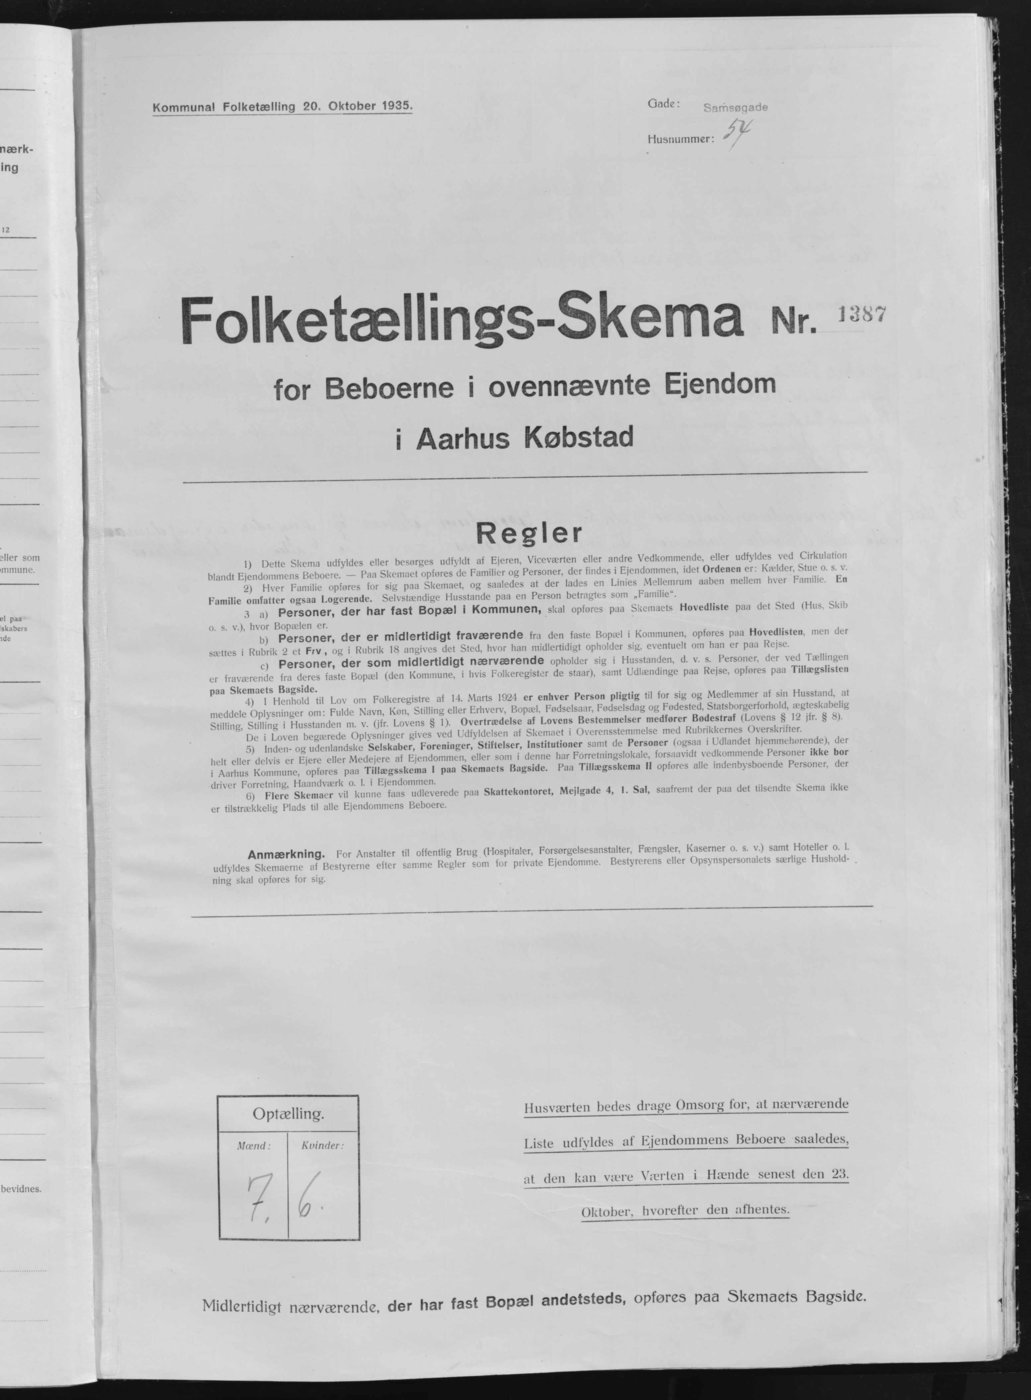 nærk-
ing
12
eller som
ommune.
el paa
lskabers
nde
bevidnes.
Kommunal Folketælling 20. Oktober 1935.
Gade: Samsøgade
Husnummer: 54
Folketællings-Skema Nr. 1387
for Beboerne i ovennævnte Ejendom
i Aarhus Købstad
Regler
1) Dette Skema udfyldes eller besørges udfyldt af Ejeren, Viceværten eller andre Vedkommende, eller udfyldes ved Cirkulation
blandt Ejendommens Beboere. — Paa Skemaet opføres de Familier og Personer, der findes i Ejendommen, idet Ordenen er: Kælder, Stue o. s. v.
2) Hver Familie opføres for sig paa Skemaet, og saaledes at der lades en Linies Mellemrum aaben mellem hver Familie. En
Familie omfatter ogsaa Logerende. Selvstændige Husstande paa en Person betragtes som „Familie“.
3 a) Personer, der har fast Bopæl i Kommunen, skal opføres paa Skemaets Hovedliste paa det Sted (Hus, Skib
o. s. v.), hvor Bopælen er.
b) Personer, der er midlertidigt fraværende fra den faste Bopæl i Kommunen, opføres paa Hovedlisten, men der
sættes i Rubrik 2 et Frv, og i Rubrik 18 angives det Sted, hvor han midlertidigt opholder sig, eventuelt om han er paa Rejse.
c) Personer, der som midlertidigt nærværende opholder sig i Husstanden, d. v. s. Personer, der ved Tællingen
er fraværende fra deres faste Bopæl (den Kommune, i hvis Folkeregister de staar), samt Udlændinge paa Rejse, opføres paa Tillægslisten
paa Skemaets Bagside.
4) I Henhold til Lov om Folkeregistre af 14. Marts 1924 er enhver Person pligtig til for sig og Medlemmer af sin Husstand, at
meddele Oplysninger om: Fulde Navn, Køn, Stilling eller Erhverv, Bopæl, Fødselsaar, Fødselsdag og Fødested, Statsborgerforhold, ægteskabelig
Stilling, Stilling i Husstanden m. v. (jfr. Lovens § 1). Overtrædelse af Lovens Bestemmelser medfører Bødestraf (Lovens § 12 jfr. § 8).
De i Loven begærede Oplysninger gives ved Udfyldelsen af Skemaet i Overensstemmelse med Rubrikkernes Overskrifter.
5) Inden- og udenlandske Selskaber, Foreninger, Stiftelser, Institutioner samt de Personer (ogsaa i Udlandet hjemmehørende), der
helt eller delvis er Ejere eller Medejere af Ejendommen, eller som i denne har Forretningslokale, forsaavidt vedkommende Personer ikke bor
i Aarhus Kommune, opføres paa Tillægsskema I paa Skemaets Bagside. Paa Tillægsskema II opføres alle indenbysboende Personer, der
driver Forretning, Haandværk o. l. i Ejendommen.
6) Flere Skemaer vil kunne faas udleverede paa Skattekontoret, Mejlgade 4, 1. Sal, saafremt der paa det tilsendte Skema ikke
er tilstrækkelig Plads til alle Ejendommens Beboere.
Anmærkning. For Anstalter til offentlig Brug (Hospitaler, Forsørgelsesanstalter, Fængsler, Kaserner o. s. v.) samt Hoteller o. l.
udfyldes Skemaerne af Bestyrerne efter samme Regler som for private Ejendomme. Bestyrerens eller Opsynspersonalets særlige Hushold-
ning skal opføres for sig.
Optælling.
Mænd: Kvinder:
7. 6.
Husværten bedes drage Omsorg for, at nærværende
Liste udfyldes af Ejendommens Beboere saaledes,
at den kan være Værten i Hænde senest den 23.
Oktober, hvorefter den afhentes.
Midlertidigt nærværende, der har fast Bopæl andetsteds, opføres paa Skemaets Bagside.